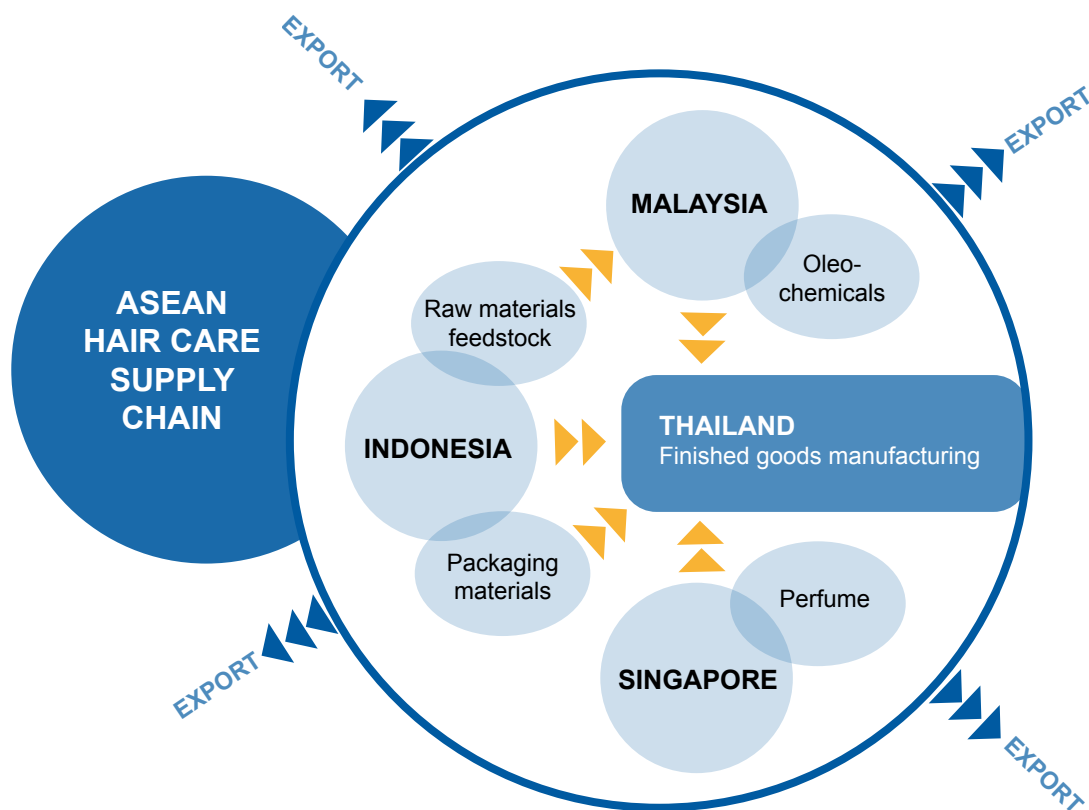 EXPORT
EXPORT
ASEAN
HAIR CARE
SUPPLY
CHAIN
MALAYSIA
Oleo-
chemicals
Raw materials
feedstock
INDONESIA
THAILAND
Finished goods manufacturing
Packaging
materials
Perfume
SINGAPORE
EXPORT
EXPORT